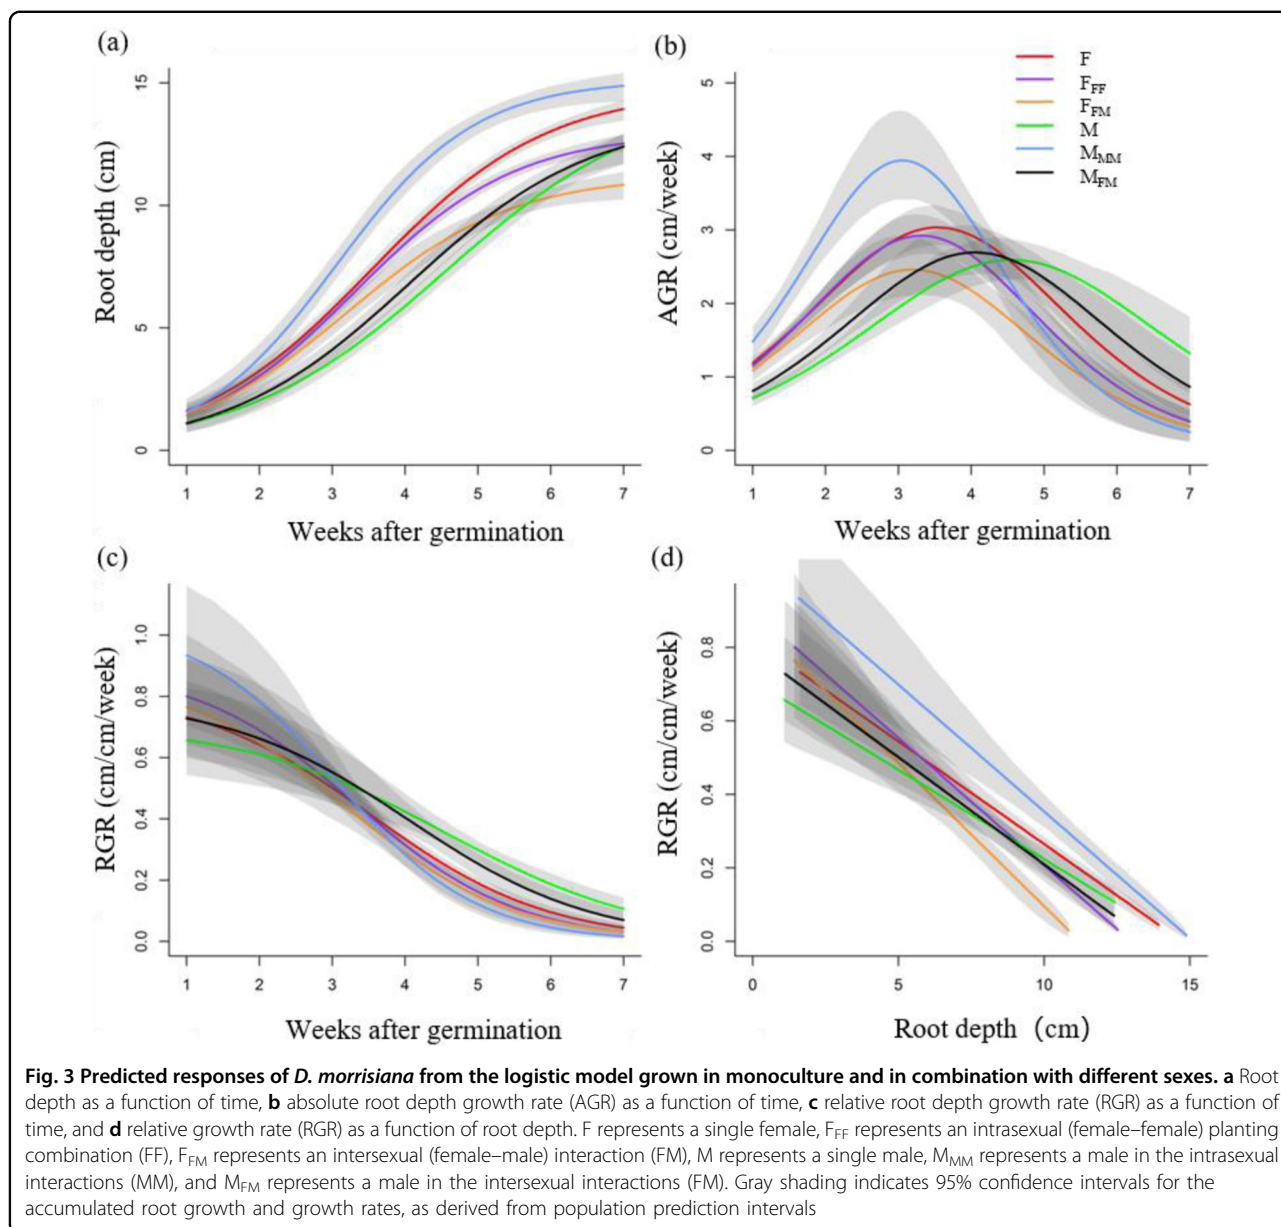 (a)
Root depth (cm)
15
10
5
0
1 2 3 4 5 6 7
Weeks after germination
(b)
AGR (cm/week)
5
4
3
2
1
0
1 2 3 4 5 7
Weeks after germination
F
F_FF
F_FM
M
M_MM
M_FM
(c)
RGR (cm/cm/week)
1.0
0.8
0.6
0.4
0.2
0.0
1 2 3 4 5 6 7
Weeks after germination
(d)
RGR (cm/cm/week)
0.8
0.6
0.4
0.2
0.0
0 5 10 15
Root depth (cm)
Fig. 3 Predicted responses of D. morrisiana from the logistic model grown in monoculture and in combination with different sexes. a Root
depth as a function of time, b absolute root depth growth rate (AGR) as a function of time, c relative root depth growth rate (RGR) as a function of
time, and d relative growth rate (RGR) as a function of root depth. F represents a single female, F_FF represents an intrasexual (female–female) planting
combination (FF), F_FM represents an intersexual (female–male) interaction (FM), M represents a single male, M_MM represents a male in the intrasexual
interactions (MM), and M_FM represents a male in the intersexual interactions (FM). Gray shading indicates 95% confidence intervals for the
accumulated root growth and growth rates, as derived from population prediction intervals